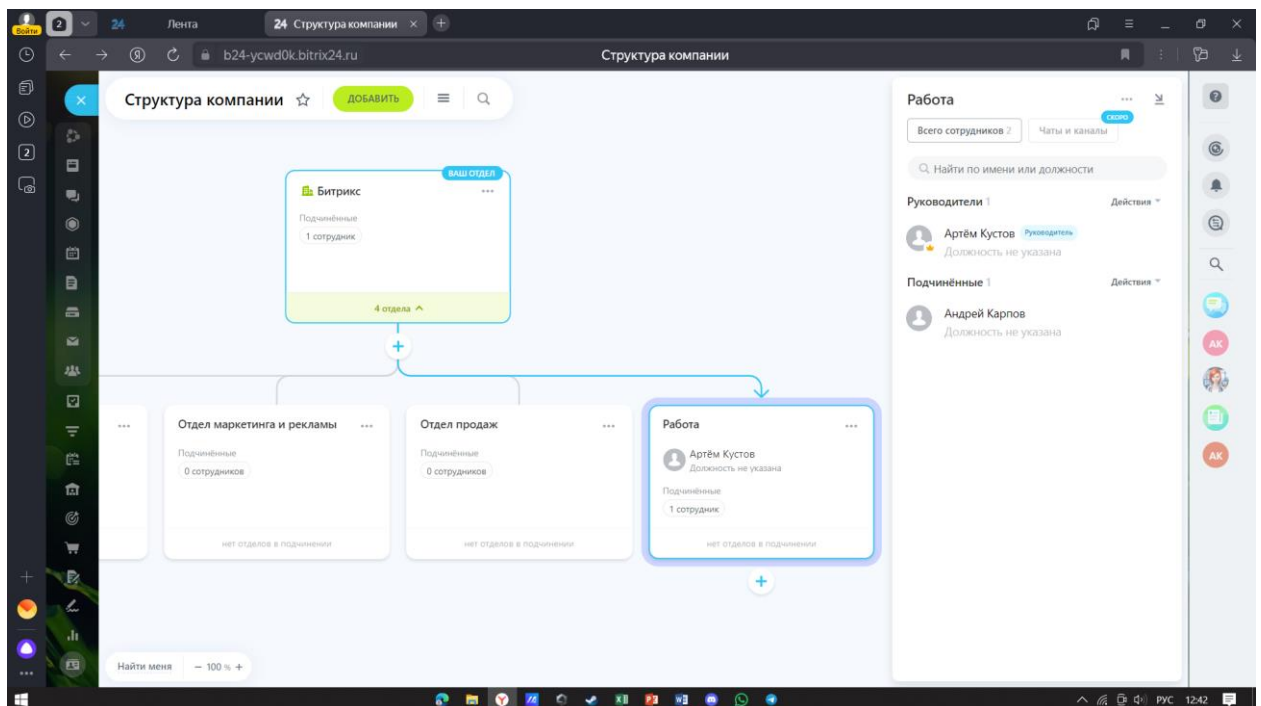 Войти
2
24
Лента
24 Структура компании
b24-ycwd0k.bitrix24.ru
Структура компании
Структура компании
ДОБАВИТЬ
ВАШ ОТДЕЛ
Битрикс
Подчинённые
1 сотрудник
4 отдела
Отдел маркетинга и рекламы
Подчинённые
0 сотрудников
нет отделов в подчинении
Отдел продаж
Подчинённые
0 сотрудников
нет отделов в подчинении
Работа
Артём Кустов
Должность не указана
Подчинённые
1 сотрудник
нет отделов в подчинении
Найти меня
− 100 % +
Работа
Всего сотрудников 2
Чаты и каналы
СКОРО
Найти по имени или должности
Руководители 1
Действия
Артём Кустов
Руководитель
Должность не указана
Подчинённые 1
Действия
Андрей Карпов
Должность не указана
2
AK
AK
РУС
12:42